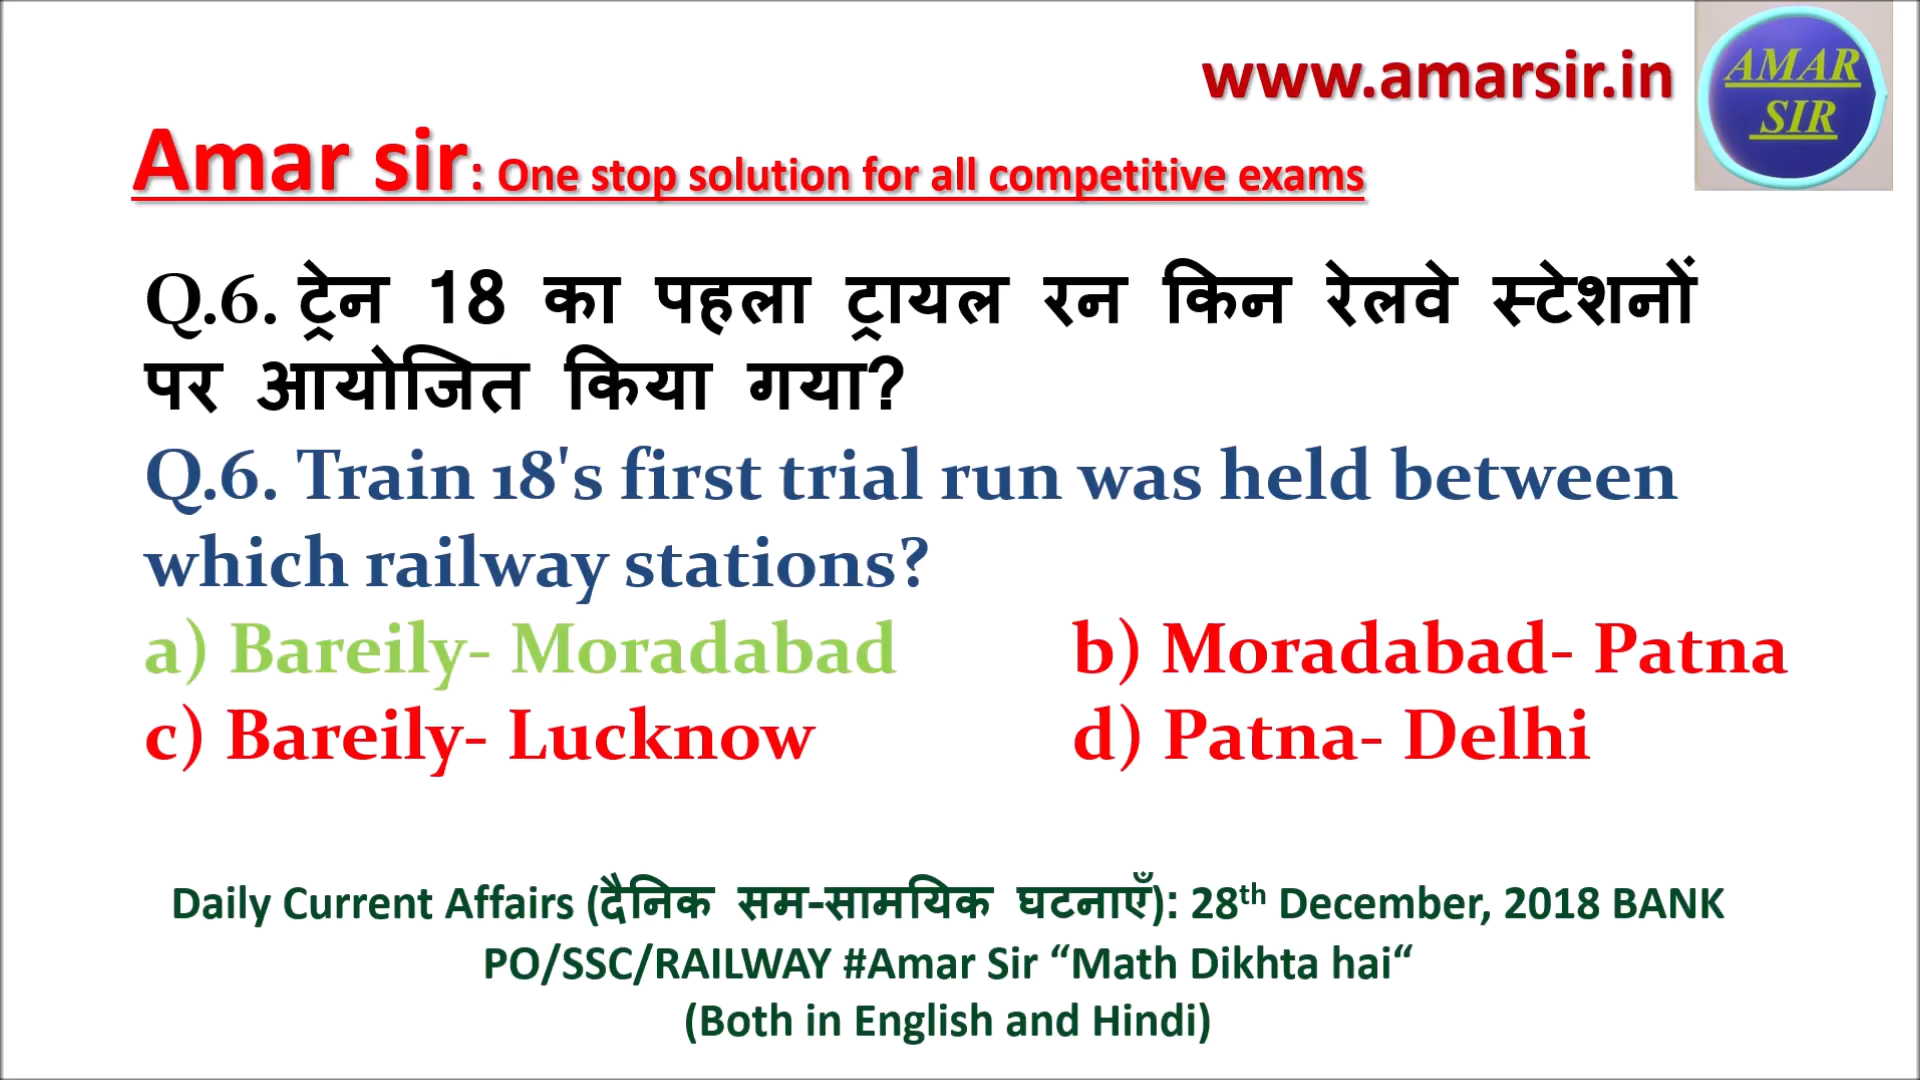 www.amarsir.in
AMAR
SIR
Amar sir: One stop solution for all competitive exams
Q.6. ट्रेन 18 का पहला ट्रायल रन किन रेलवे स्टेशनों
पर आयोजित किया गया?
Q.6. Train 18's first trial run was held between
which railway stations?
a) Bareily- Moradabad b) Moradabad- Patna
c) Bareily- Lucknow d) Patna- Delhi
Daily Current Affairs (दैनिक सम-सामयिक घटनाएँ): 28th December, 2018 BANK
PO/SSC/RAILWAY #Amar Sir “Math Dikhta hai“
(Both in English and Hindi)